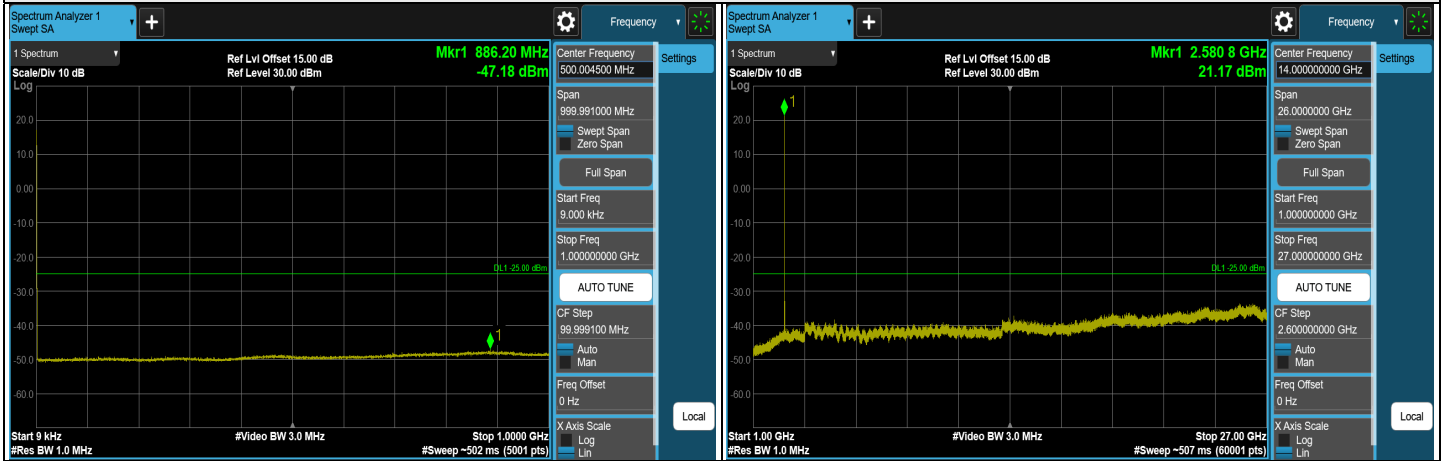 Spectrum Analyzer 1
Swept SA
+
Frequency
1 Spectrum
Ref Lvl Offset 15.00 dB
Mkr1 886.20 MHz
Scale/Div 10 dB
Ref Level 30.00 dBm
-47.18 dBm
Log
1
20.0
10.0
0.00
-10.0
-20.0
DL1 -25.00 dBm
-30.0
-40.0
-50.0
-60.0
Start 9 kHz
#Video BW 3.0 MHz
Stop 1.0000 GHz
#Res BW 1.0 MHz
#Sweep ~502 ms (5001 pts)
Center Frequency
500.004500 MHz
Settings
Span
999.991000 MHz
Swept Span
Zero Span
Full Span
Start Freq
9.000 kHz
Stop Freq
1.000000000 GHz
AUTO TUNE
CF Step
99.999100 MHz
Auto
Man
Freq Offset
0 Hz
Local
X Axis Scale
Log
Lin
Spectrum Analyzer 1
Swept SA
+
Frequency
1 Spectrum
Ref Lvl Offset 15.00 dB
Mkr1 2.580 8 GHz
Scale/Div 10 dB
Ref Level 30.00 dBm
21.17 dBm
Log
1
20.0
10.0
0.00
-10.0
-20.0
DL1 -25.00 dBm
-30.0
-40.0
-50.0
-60.0
Start 1.00 GHz
#Video BW 3.0 MHz
Stop 27.00 GHz
#Res BW 1.0 MHz
#Sweep ~507 ms (60001 pts)
Center Frequency
14.000000000 GHz
Settings
Span
26.0000000 GHz
Swept Span
Zero Span
Full Span
Start Freq
1.000000000 GHz
Stop Freq
27.000000000 GHz
AUTO TUNE
CF Step
2.600000000 GHz
Auto
Man
Freq Offset
0 Hz
Local
X Axis Scale
Log
Lin